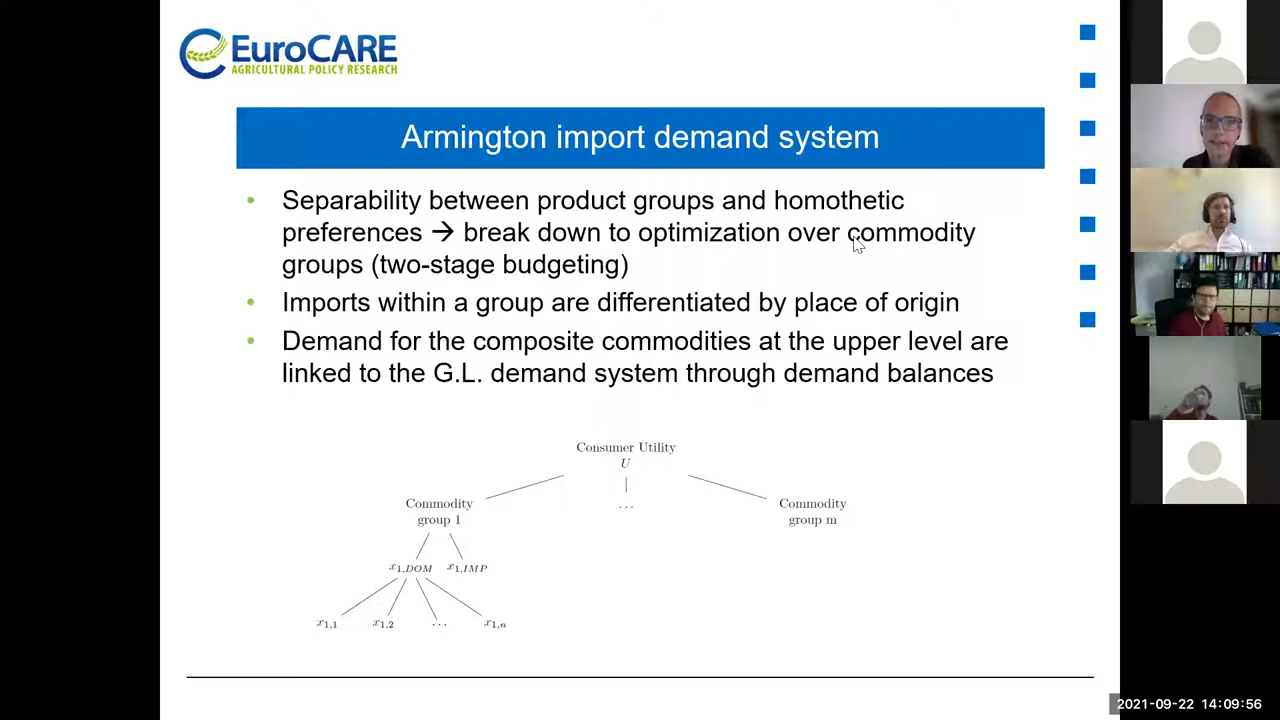 EuroCARE
AGRICULTURAL POLICY RESEARCH
Armington import demand system
• Separability between product groups and homothetic
preferences → break down to optimization over commodity
groups (two-stage budgeting)
• Imports within a group are differentiated by place of origin
• Demand for the composite commodities at the upper level are
linked to the G.L. demand system through demand balances
Consumer Utility
U
Commodity
group 1
...
Commodity
group m
x1,DOM x1,IMP
x1,1 x1,2 ... x1,n
2021-09-22 14:09:56